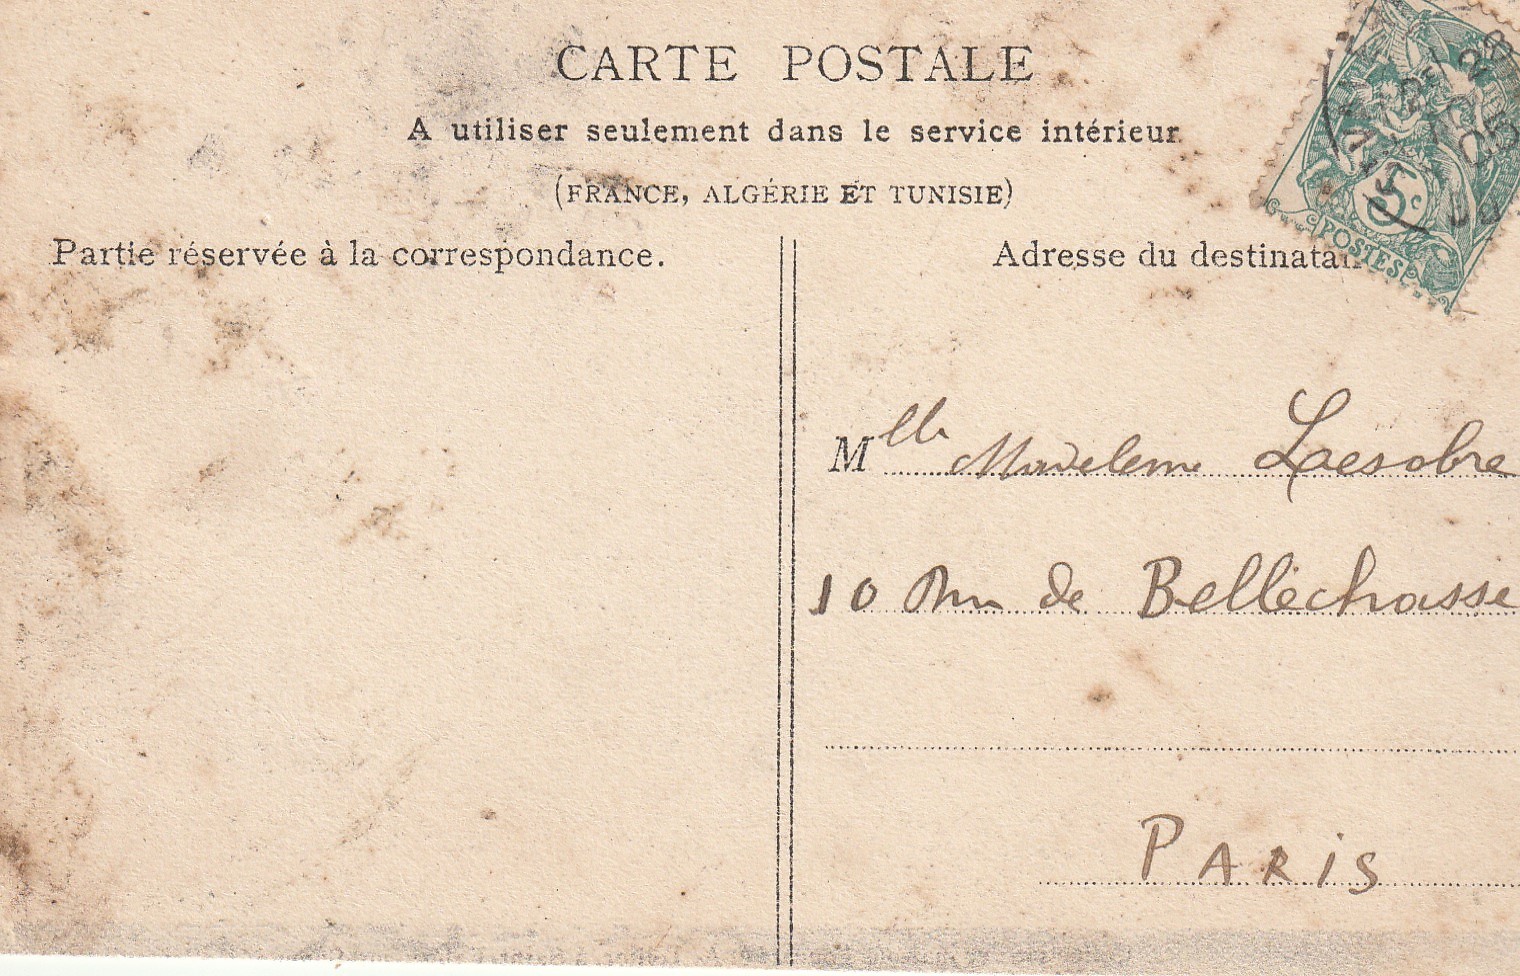 CARTE POSTALE
A utiliser seulement dans le service intérieur
(FRANCE, ALGÉRIE ET TUNISIE)
Partie réservée à la correspondance.
Adresse du destinatai
5c
POSTES
Mlle Madeleine Laesobre
10 Rue de Bellechasse
PARIS